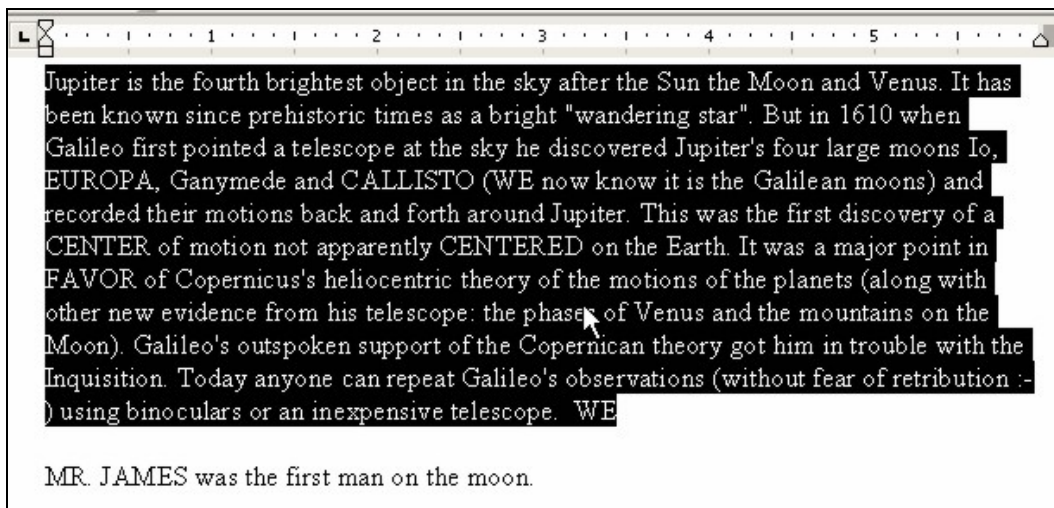 1 2 3 4 5
Jupiter is the fourth brightest object in the sky after the Sun the Moon and Venus. It has
been known since prehistoric times as a bright "wandering star". But in 1610 when
Galileo first pointed a telescope at the sky he discovered Jupiter's four large moons Io,
EUROPA, Ganymede and CALLISTO (WE now know it is the Galilean moons) and
recorded their motions back and forth around Jupiter. This was the first discovery of a
CENTER of motion not apparently CENTERED on the Earth. It was a major point in
FAVOR of Copernicus's heliocentric theory of the motions of the planets (along with
other new evidence from his telescope: the phases of Venus and the mountains on the
Moon). Galileo's outspoken support of the Copernican theory got him in trouble with the
Inquisition. Today anyone can repeat Galileo's observations (without fear of retribution :-
) using binoculars or an inexpensive telescope.  WE
MR. JAMES was the first man on the moon.